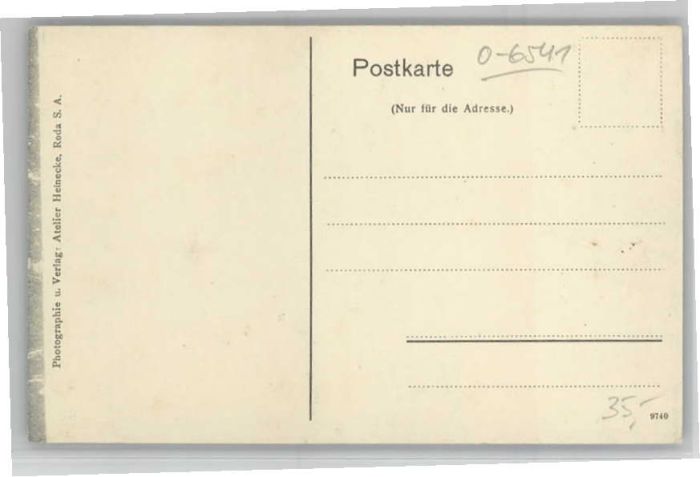 Photographie u. Verlag: Atelier Heinecke, Roda S. A.
Postkarte
0-6541
(Nur für die Adresse.)
35,-
9740